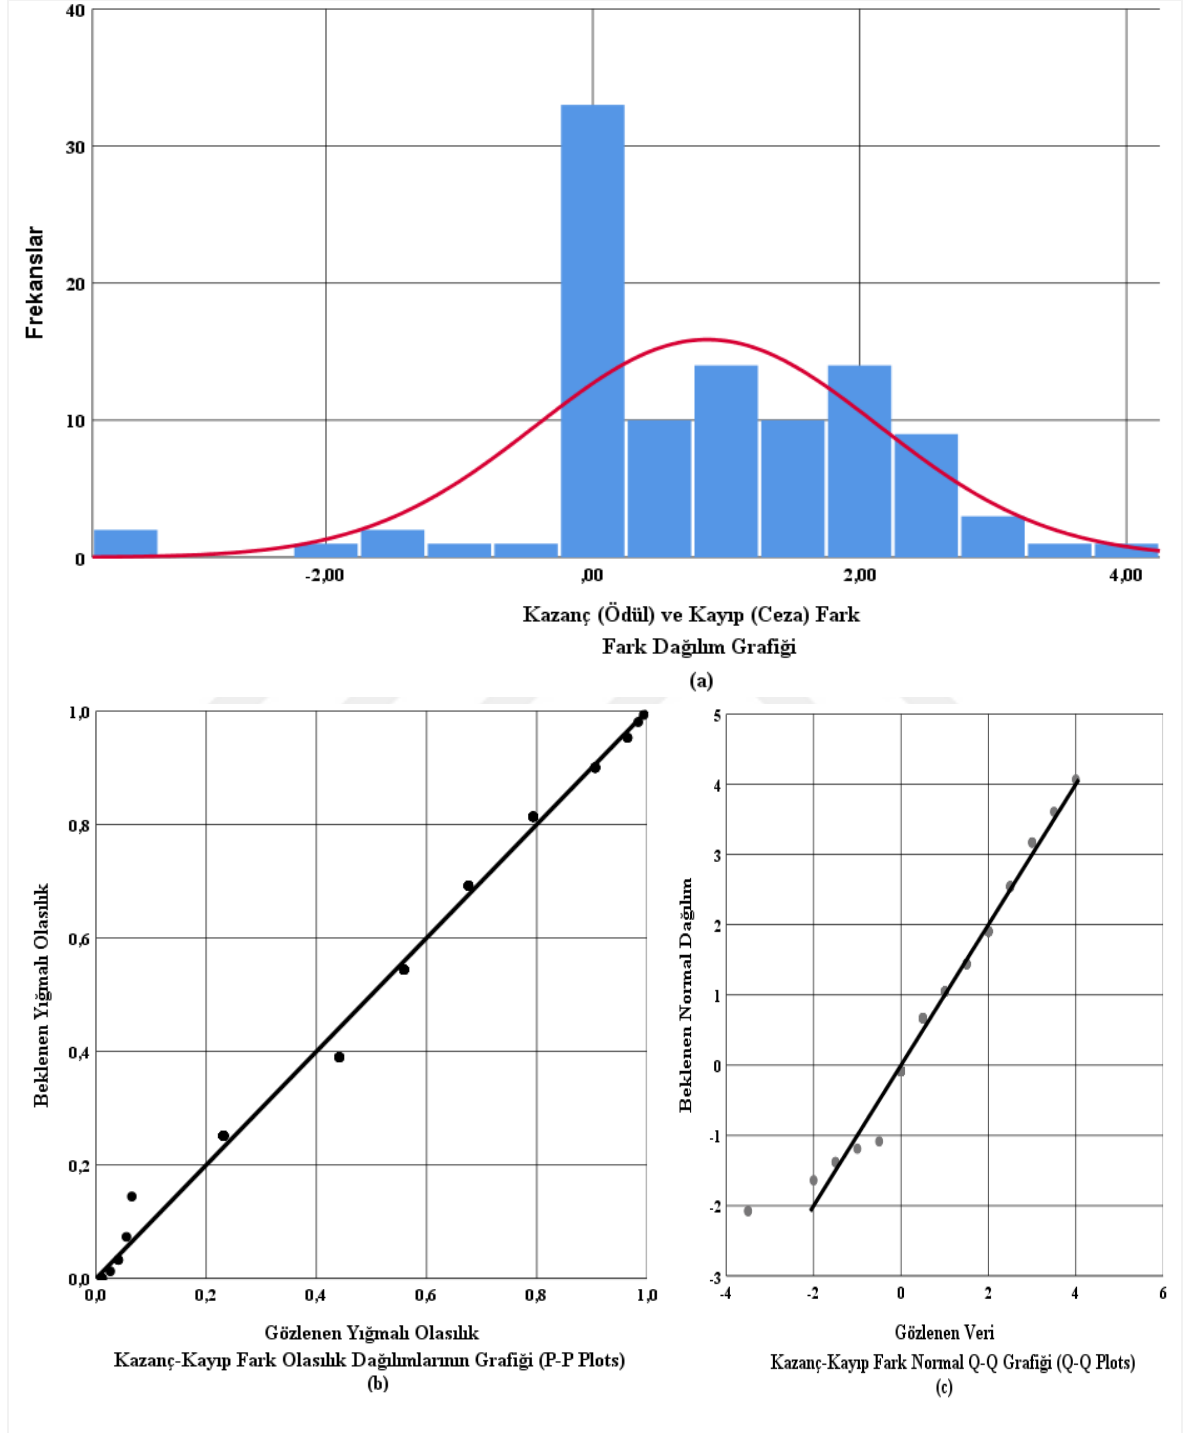 40
30
20
10
0
Frekanslar
-2,00 ,00 2,00 4,00
Kazanç (Ödül) ve Kayıp (Ceza) Fark
Fark Dağılım Grafiği
(a)
1,0
0,8
0,6
0,4
0,2
0,0
Beklenen Yığmalı Olasılık
0,0 0,2 0,4 0,6 0,8 1,0
Gözlenen Yığmalı Olasılık
Kazanç-Kayıp Fark Olasılık Dağılımlarının Grafiği (P-P Plots)
(b)
5
4
3
2
1
0
-1
-2
-3
Beklenen Normal Dağılım
-4 -2 0 2 4 6
Gözlenen Veri
Kazanç-Kayıp Fark Normal Q-Q Grafiği (Q-Q Plots)
(c)